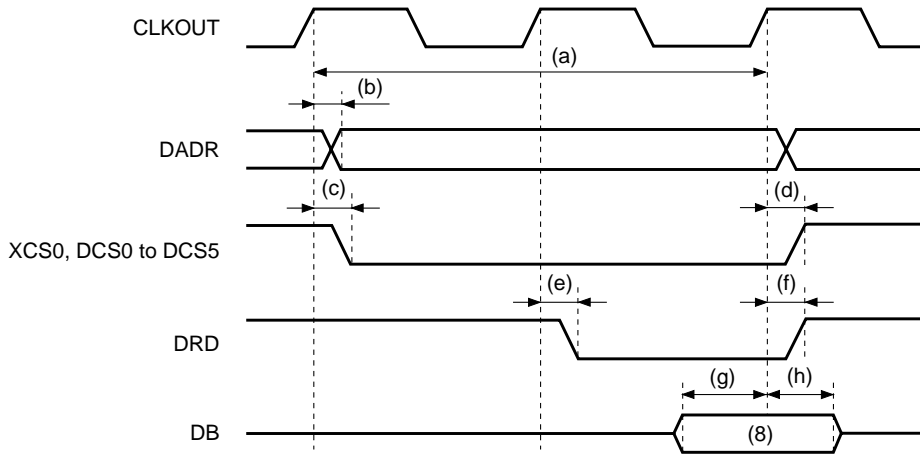 CLKOUT
(a)
(b)
DADR
(c)
(d)
XCS0, DCS0 to DCS5
(e)
(f)
DRD
(g)
(h)
DB
(8)